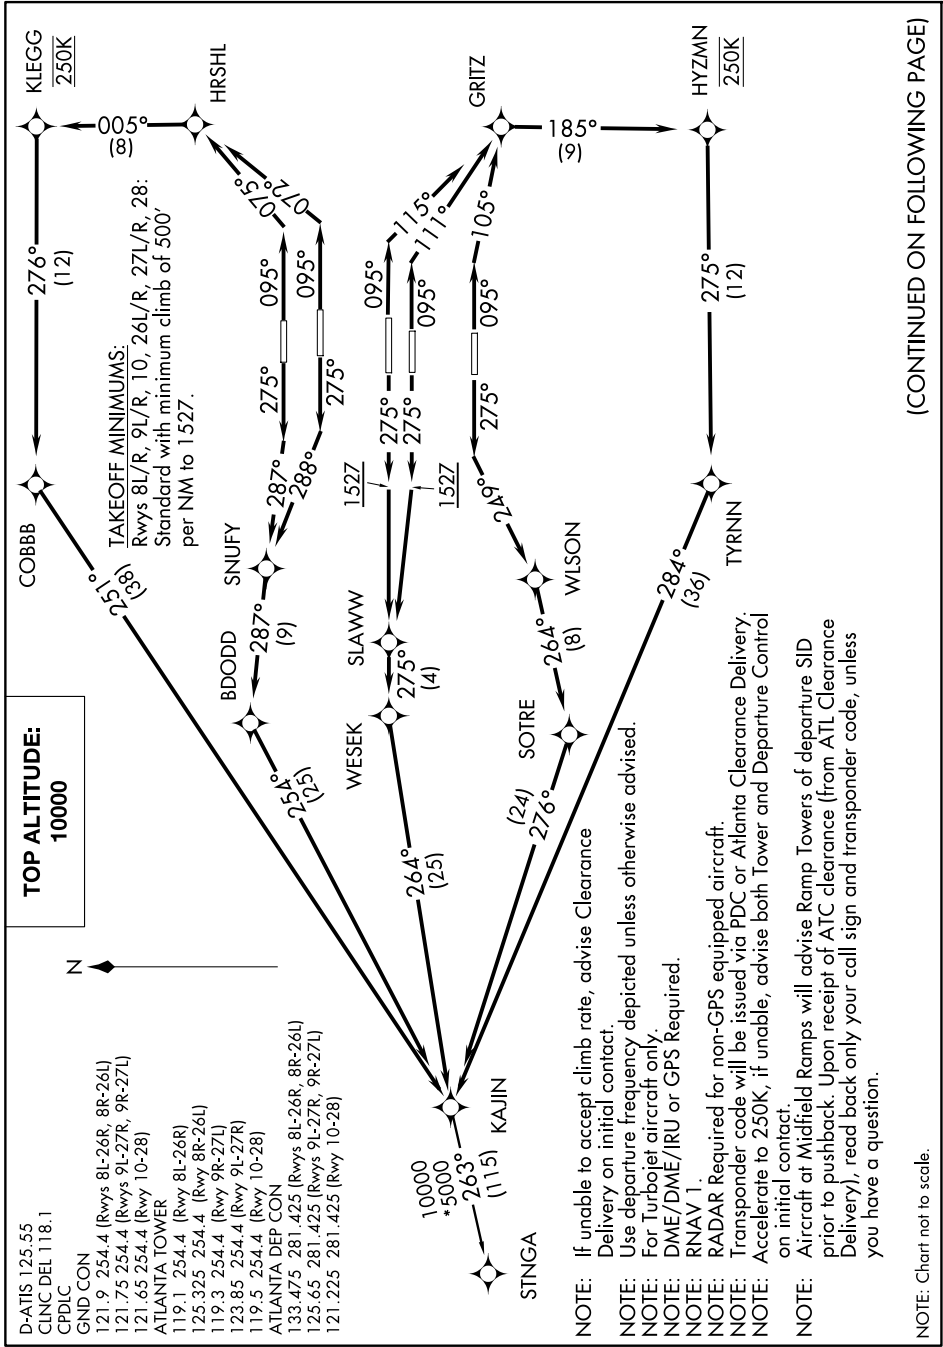 D-ATIS 125.55
CLNC DEL 118.1
CPDLC
GND CON
121.9 254.4 (Rwys 8L-26R, 8R-26L)
121.75 254.4 (Rwys 9L-27R, 9R-27L)
121.65 254.4 (Rwy 10-28)
ATLANTA TOWER
119.1 254.4 (Rwy 8L-26R)
125.325 254.4 (Rwy 8R-26L)
119.3 254.4 (Rwy 9R-27L)
123.85 254.4 (Rwy 9L-27R)
119.5 254.4 (Rwy 10-28)
ATLANTA DEP CON
133.475 281.425 (Rwys 8L-26R, 8R-26L)
125.65 281.425 (Rwys 9L-27R, 9R-27L)
121.225 281.425 (Rwy 10-28)
N
TOP ALTITUDE:
10000
COBBB
276°
(12)
KLEGG
250K
005°
(8)
HRSHL
TAKEOFF MINIMUMS:
Rwys 8L/R, 9L/R, 10, 26L/R, 27L/R, 28:
Standard with minimum climb of 500'
per NM to 1527.
251°
(38)
SNUFY
BDODD
287°
(9)
287°
288°
275°
275°
095°
095°
075°
072°
254°
(25)
SLAWW
WESEK
275°
(4)
1527
1527
275°
275°
095°
095°
115°
111°
264°
(25)
GRITZ
105°
095°
275°
249°
WLSON
264°
(8)
SOTRE
(24)
276°
185°
(9)
HYZMN
250K
275°
(12)
TYRNN
284°
(36)
KAJIN
10000
*5000
263°
(115)
STNGA
NOTE: If unable to accept climb rate, advise Clearance
Delivery on initial contact.
NOTE: Use departure frequency depicted unless otherwise advised.
NOTE: For Turbojet aircraft only.
NOTE: DME/DME/IRU or GPS Required.
NOTE: RNAV 1.
NOTE: RADAR Required for non-GPS equipped aircraft.
NOTE: Transponder code will be issued via PDC or Atlanta Clearance Delivery.
NOTE: Accelerate to 250K, if unable, advise both Tower and Departure Control
on initial contact.
NOTE: Aircraft at Midfield Ramps will advise Ramp Towers of departure SID
prior to pushback. Upon receipt of ATC clearance (from ATL Clearance
Delivery), read back only your call sign and transponder code, unless
you have a question.
(CONTINUED ON FOLLOWING PAGE)
NOTE: Chart not to scale.